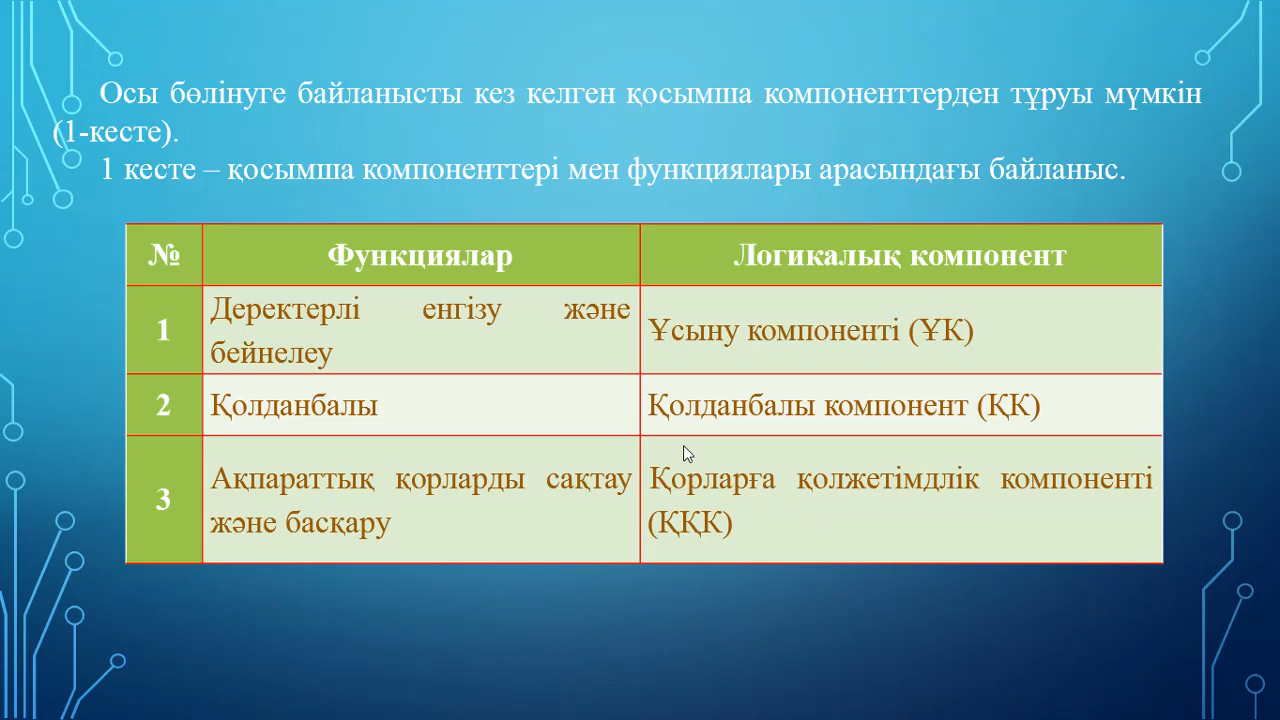 Осы бөлінуге байланысты кез келген қосымша компоненттерден тұруы мүмкін
(1-кесте).
1 кесте – қосымша компоненттері мен функциялары арасындағы байланыс.
№ Функциялар Логикалық компонент
1 Деректерлі енгізу және
бейнелеу
Ұсыну компоненті (ҰК)
2 Қолданбалы Қолданбалы компонент (ҚК)
3 Ақпараттық қорларды сақтау
және басқару
Қорларға қолжетімдлік компоненті
(ҚҚК)